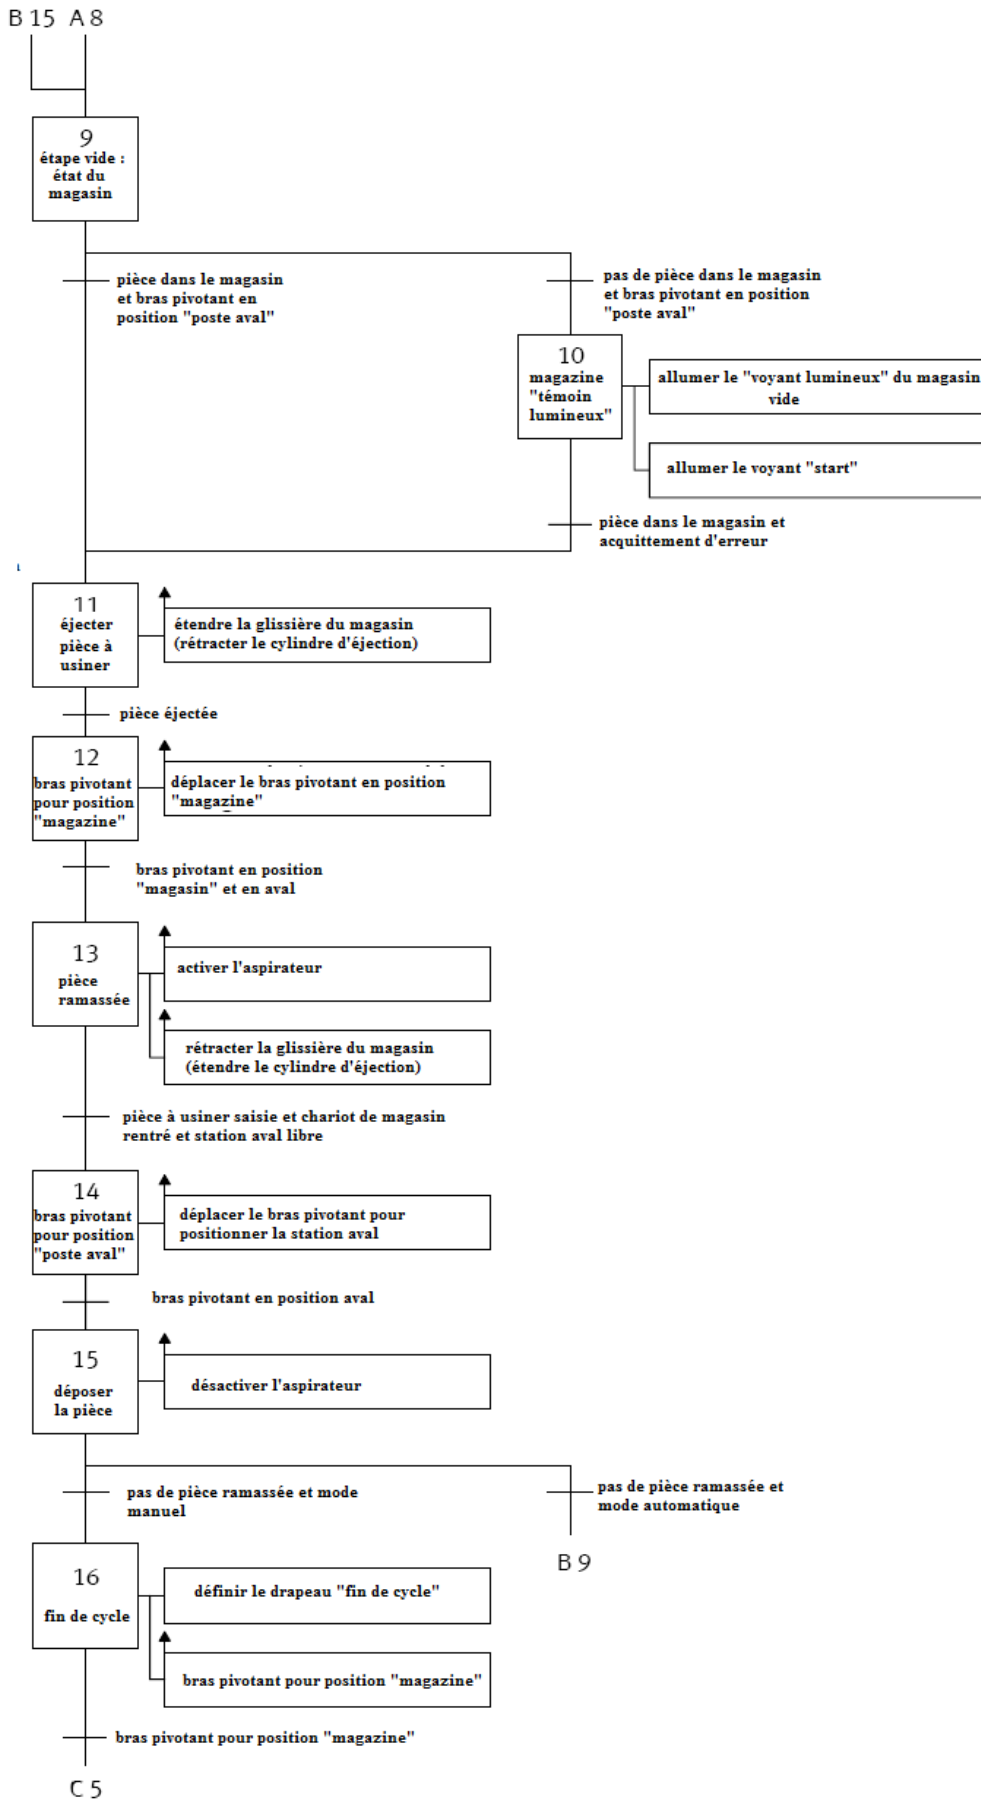 B 15 A 8
9
étape vide :
état du
magasin
pièce dans le magasin
et bras pivotant en
position "poste aval"
pas de pièce dans le magasin
et bras pivotant en position
"poste aval"
10
magazine
"témoin
lumineux"
allumer le "voyant lumineux" du magasin
vide
allumer le voyant "start"
pièce dans le magasin et
acquittement d'erreur
11
éjecter
pièce à
usiner
étendre la glissière du magasin
(rétracter le cylindre d'éjection)
pièce éjectée
12
bras pivotant
pour position
"magazine"
déplacer le bras pivotant en position
"magazine"
bras pivotant en position
"magasin" et en aval
13
pièce
ramassée
activer l'aspirateur
rétracter la glissière du magasin
(étendre le cylindre d'éjection)
pièce à usiner saisie et chariot de magasin
rentré et station aval libre
14
bras pivotant
pour position
"poste aval"
déplacer le bras pivotant pour
positionner la station aval
bras pivotant en position aval
15
déposer
la pièce
désactiver l'aspirateur
pas de pièce ramassée et mode
manuel
pas de pièce ramassée et
mode automatique
B 9
16
fin de cycle
définir le drapeau "fin de cycle"
bras pivotant pour position "magazine"
bras pivotant pour position "magazine"
C 5